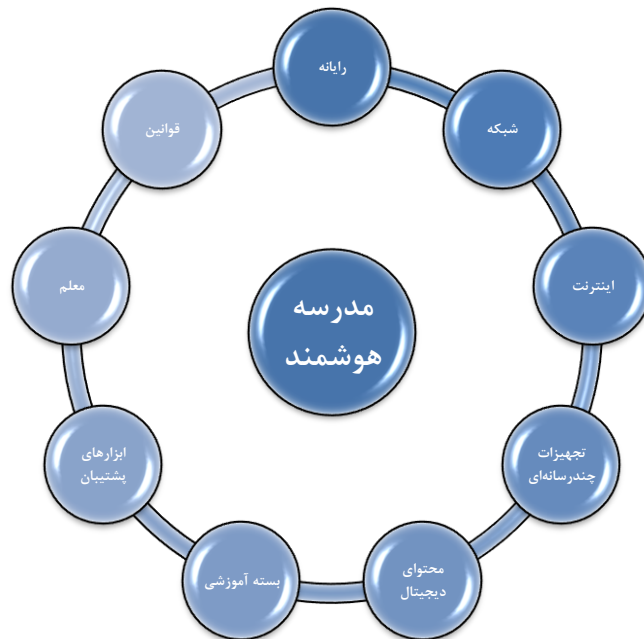 رایانه
شبکه
اینترنت
تجهیزات
چندرسانه‌ای
محتوای
دیجیتال
بسته آموزشی
ابزارهای
پشتیبان
معلم
قوانین
مدرسه
هوشمند